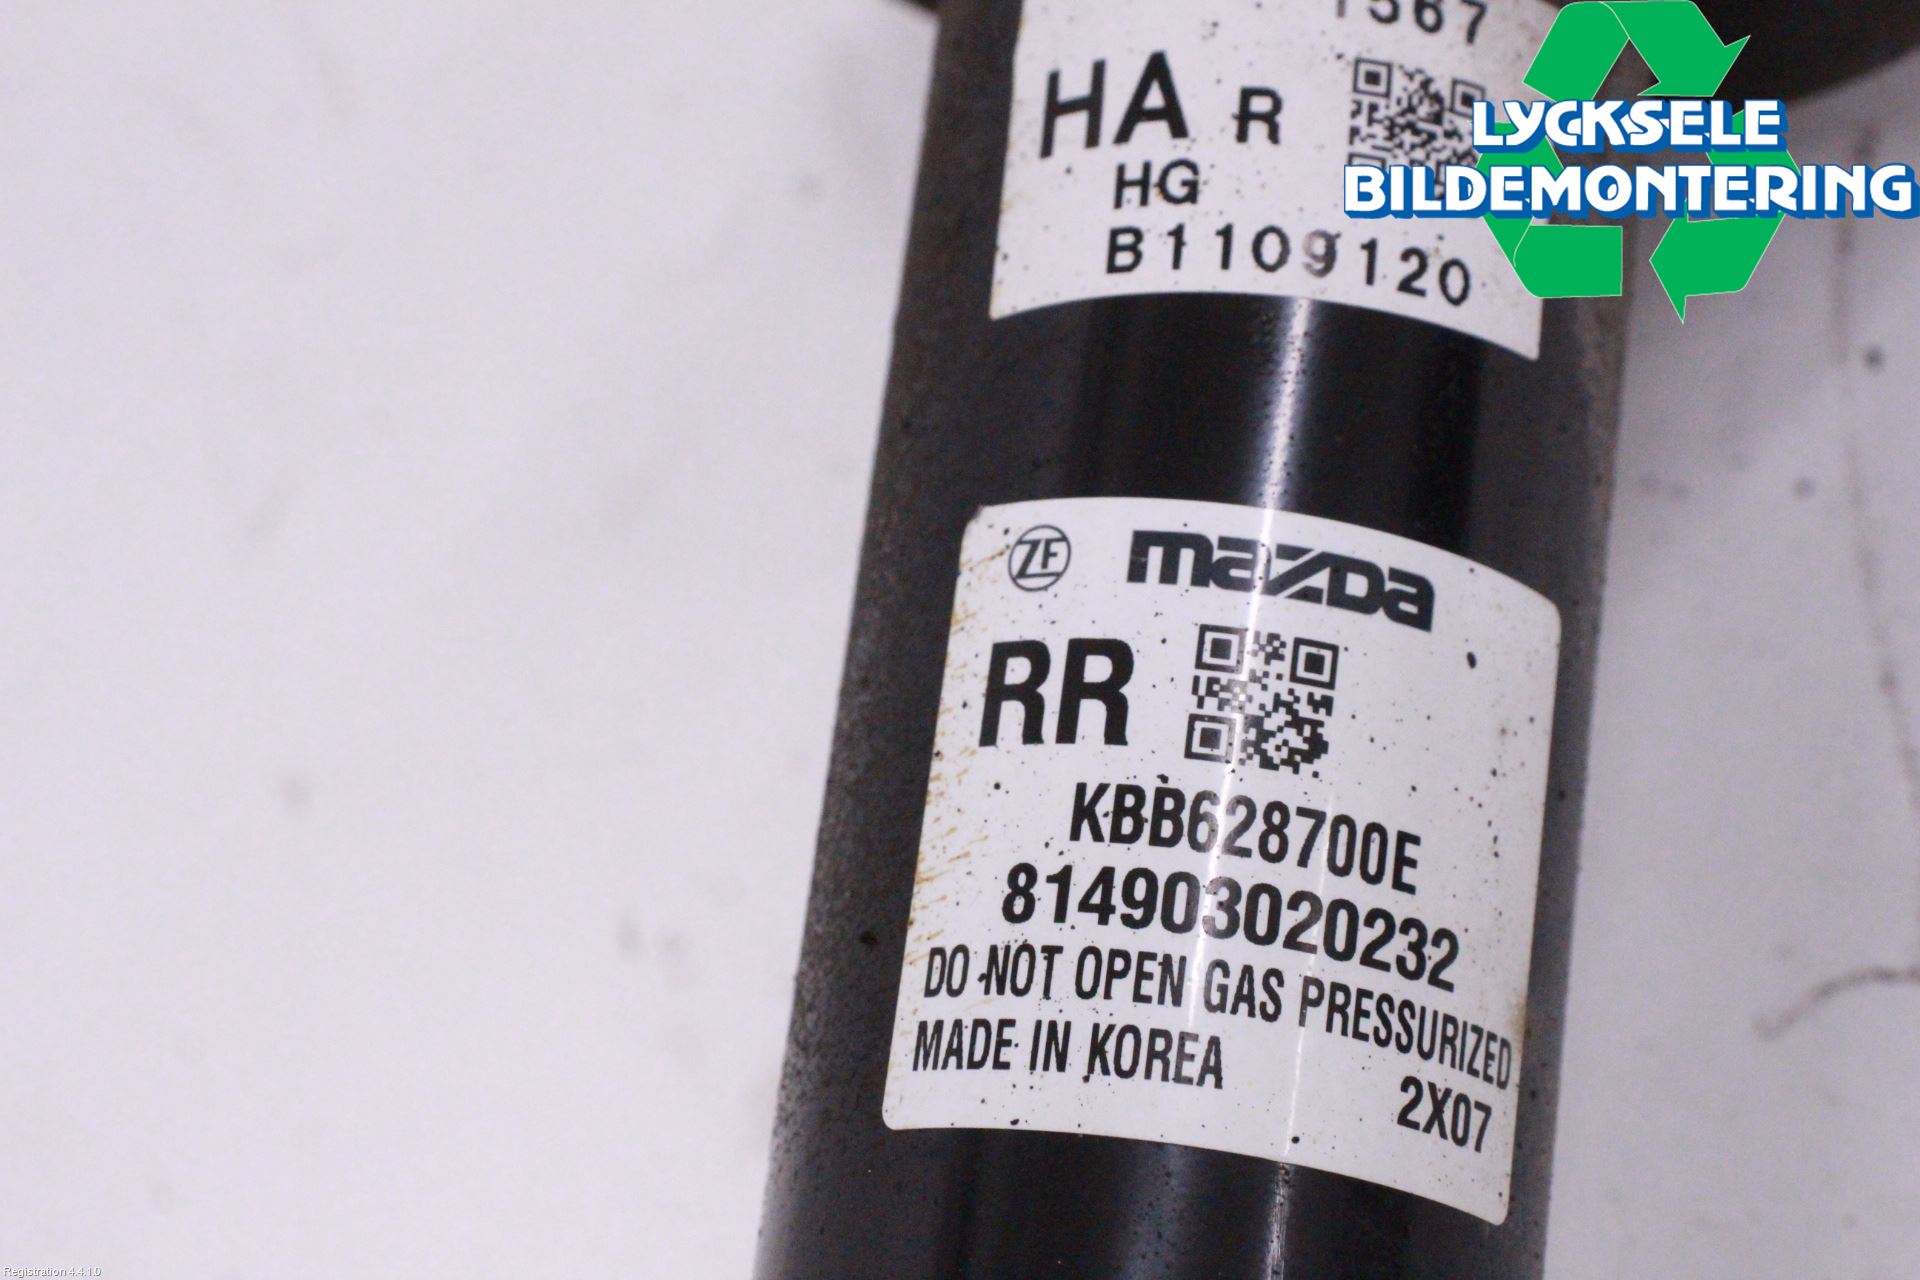 1567
HA R
HG
B1109120
LYCKSELE
BILDEMONTERING
ZF mazda
RR
KBB628700E
814903020232
DO NOT OPEN GAS PRESSURIZED
MADE IN KOREA
2X07
Registration 4.4.1.0